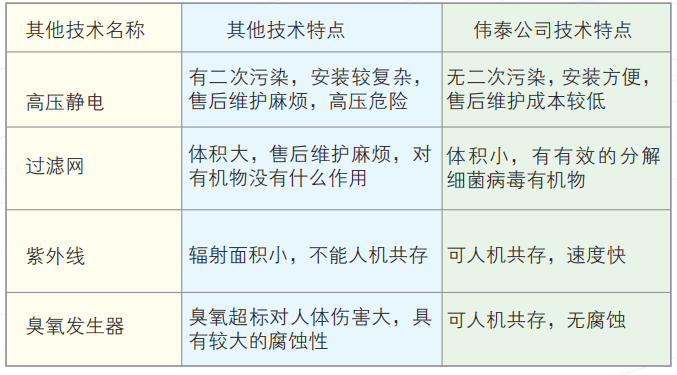 其他技术名称
其他技术特点
伟泰公司技术特点
高压静电
有二次污染，安装较复杂，
售后维护麻烦，高压危险
无二次污染，安装方便，
售后维护成本较低
过滤网
体积大，售后维护麻烦，对
有机物没有什么作用
体积小，有有效的分解
细菌病毒有机物
紫外线
辐射面积小，不能人机共存
可人机共存，速度快
臭氧发生器
臭氧超标对人体伤害大，具
有较大的腐蚀性
可人机共存，无腐蚀